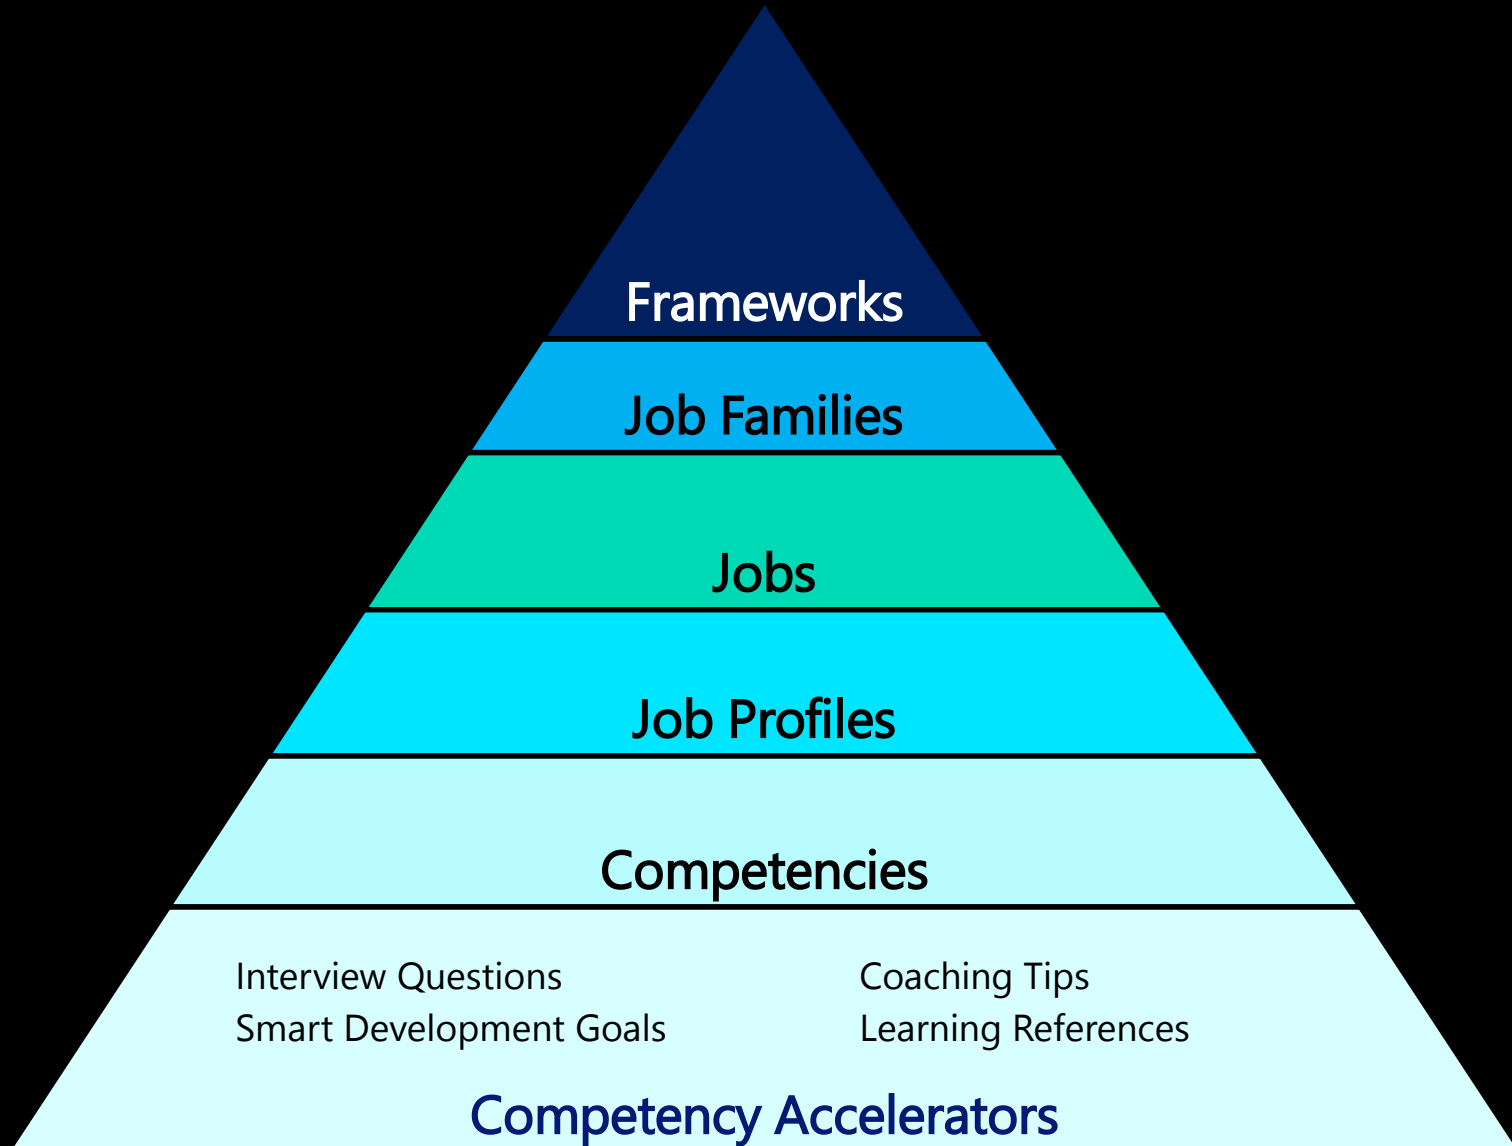 Frameworks
Job Families
Jobs
Job Profiles
Competencies
Interview Questions
Smart Development Goals
Coaching Tips
Learning References
Competency Accelerators